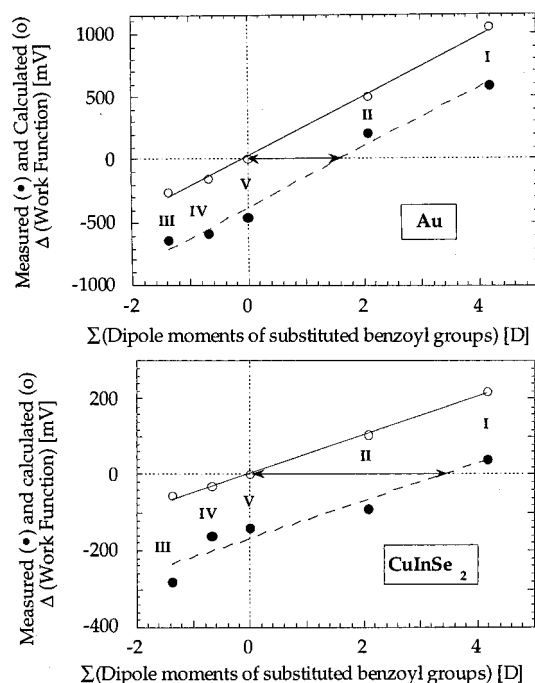 Measured (•) and Calculated (o)
Δ (Work Function) [mV]
1000
500
0
-500
-1000
I
II
V
IV
III
Au
-2
0
2
4
Σ(Dipole moments of substituted benzoyl groups) [D]
Measured (•) and calculated (o)
Δ (Work Function) [mV]
200
0
-200
-400
I
II
V
IV
III
CuInSe₂
-2
0
2
4
Σ(Dipole moments of substituted benzoyl groups) [D]